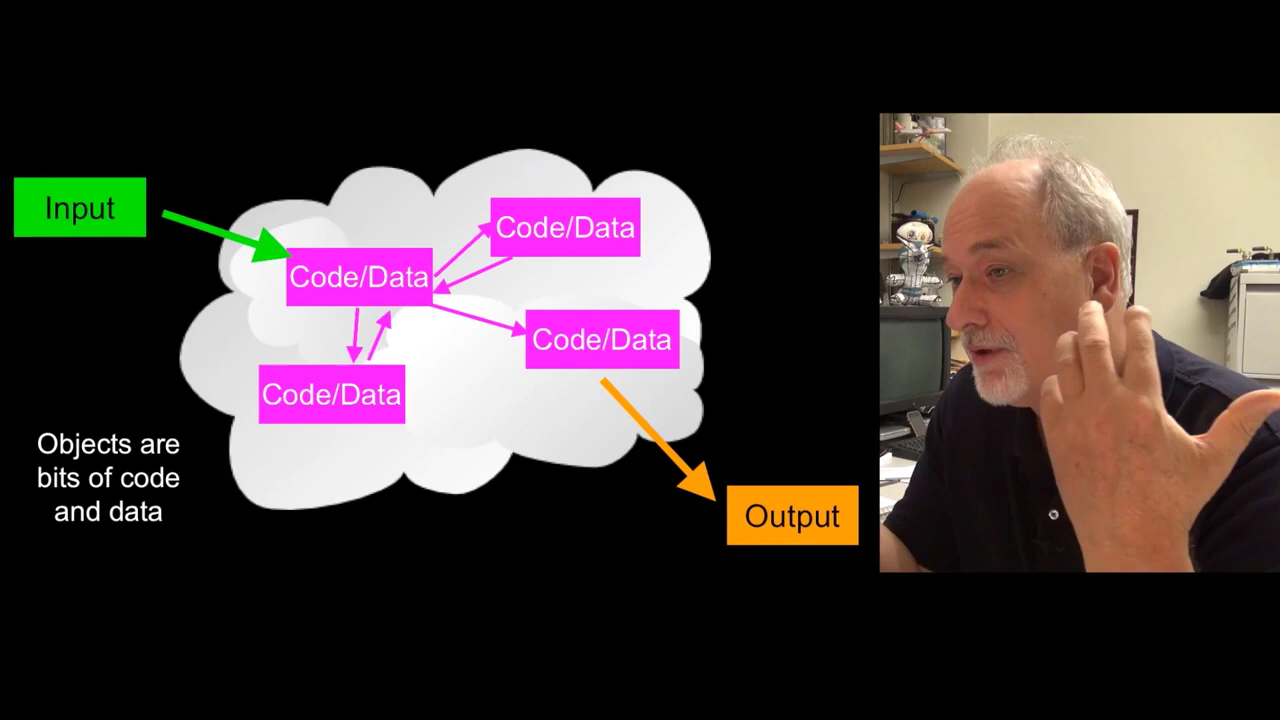 Input
Code/Data
Code/Data
Code/Data
Code/Data
Objects are
bits of code
and data
Output